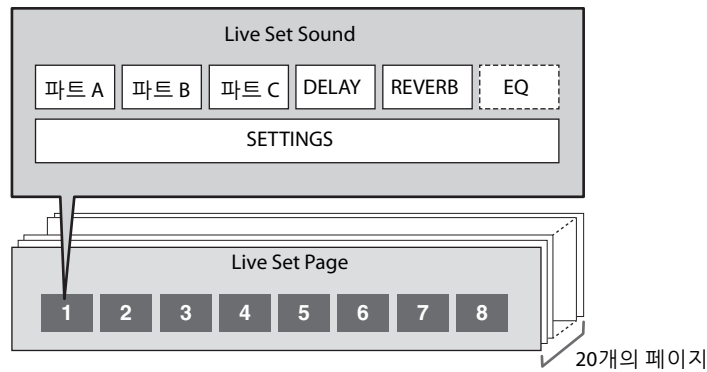 Live Set Sound
파트 A 파트 B 파트 C DELAY REVERB EQ
SETTINGS
Live Set Page
1 2 3 4 5 6 7 8
20개의 페이지